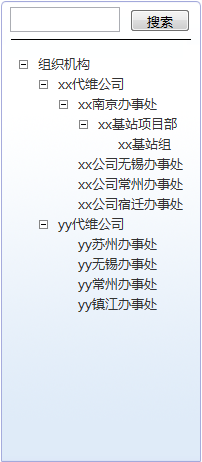 搜索
组织机构
xx代维公司
xx南京办事处
xx基站项目部
xx基站组
xx公司无锡办事处
xx公司常州办事处
xx公司宿迁办事处
yy代维公司
yy苏州办事处
yy无锡办事处
yy常州办事处
yy镇江办事处